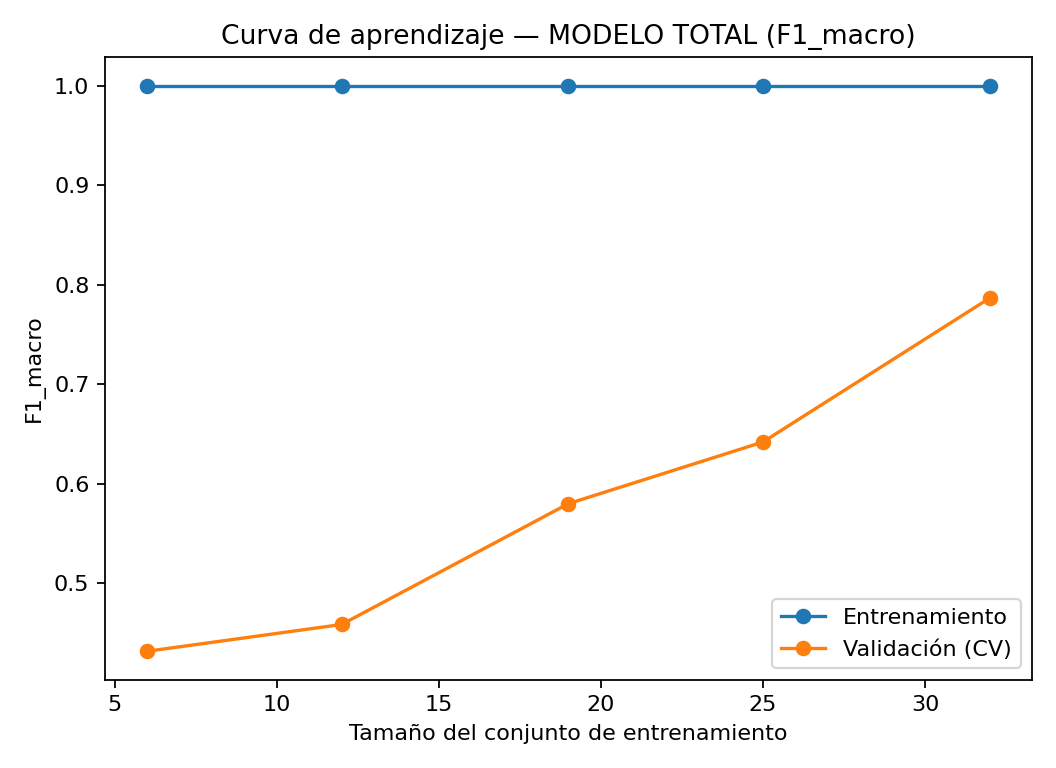 Curva de aprendizaje — MODELO TOTAL (F1_macro)
1.0
0.9
0.8
0.7
0.6
0.5
F1_macro
5
10
15
20
25
30
Tamaño del conjunto de entrenamiento
Entrenamiento
Validación (CV)